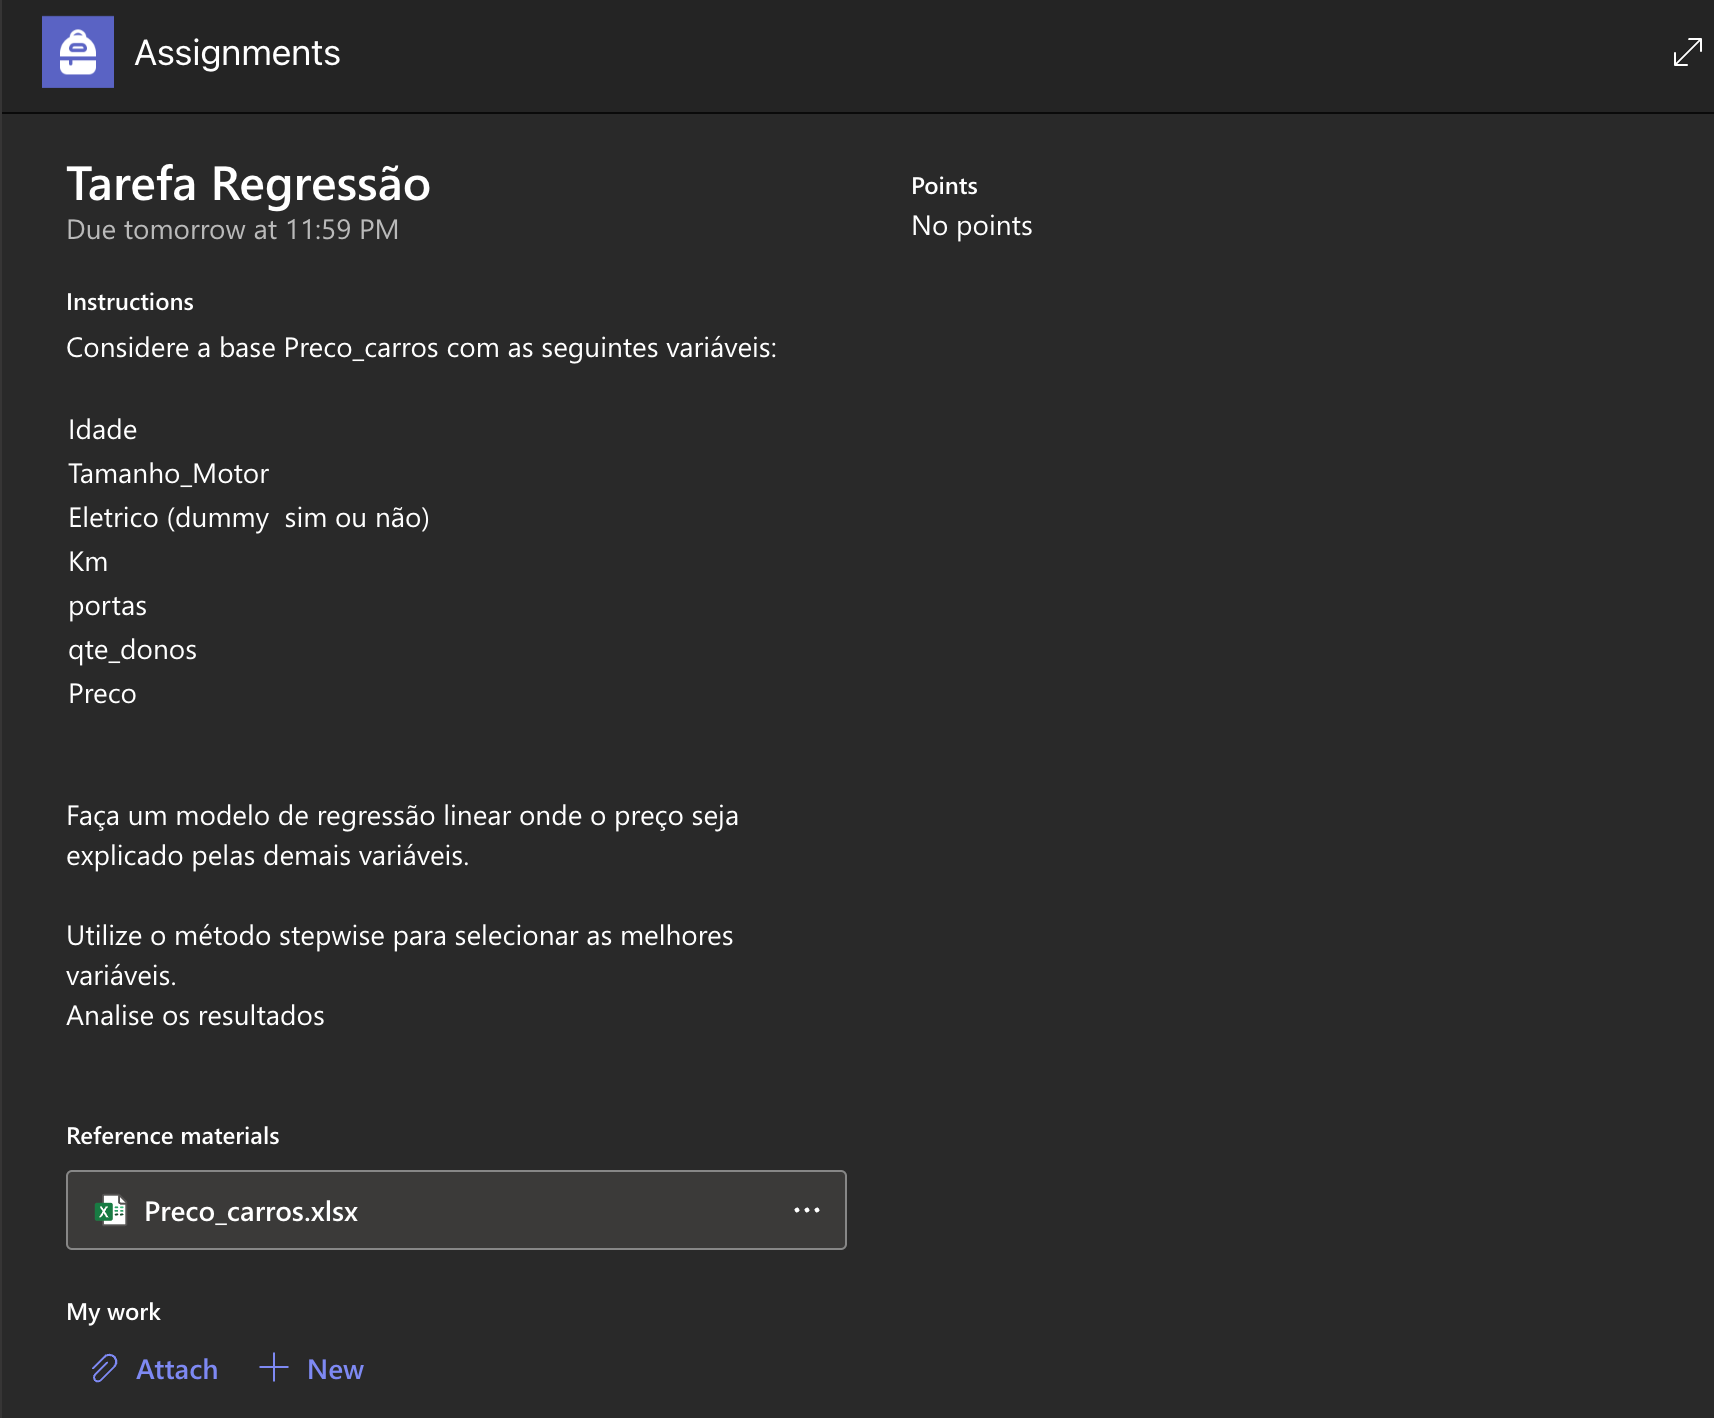 Assignments
Tarefa Regressão
Due tomorrow at 11:59 PM
Points
No points
Instructions
Considere a base Preco_carros com as seguintes variáveis:
Idade
Tamanho_Motor
Eletrico (dummy  sim ou não)
Km
portas
qte_donos
Preco
Faça um modelo de regressão linear onde o preço seja
explicado pelas demais variáveis.
Utilize o método stepwise para selecionar as melhores
variáveis.
Analise os resultados
Reference materials
Preco_carros.xlsx
My work
Attach
New